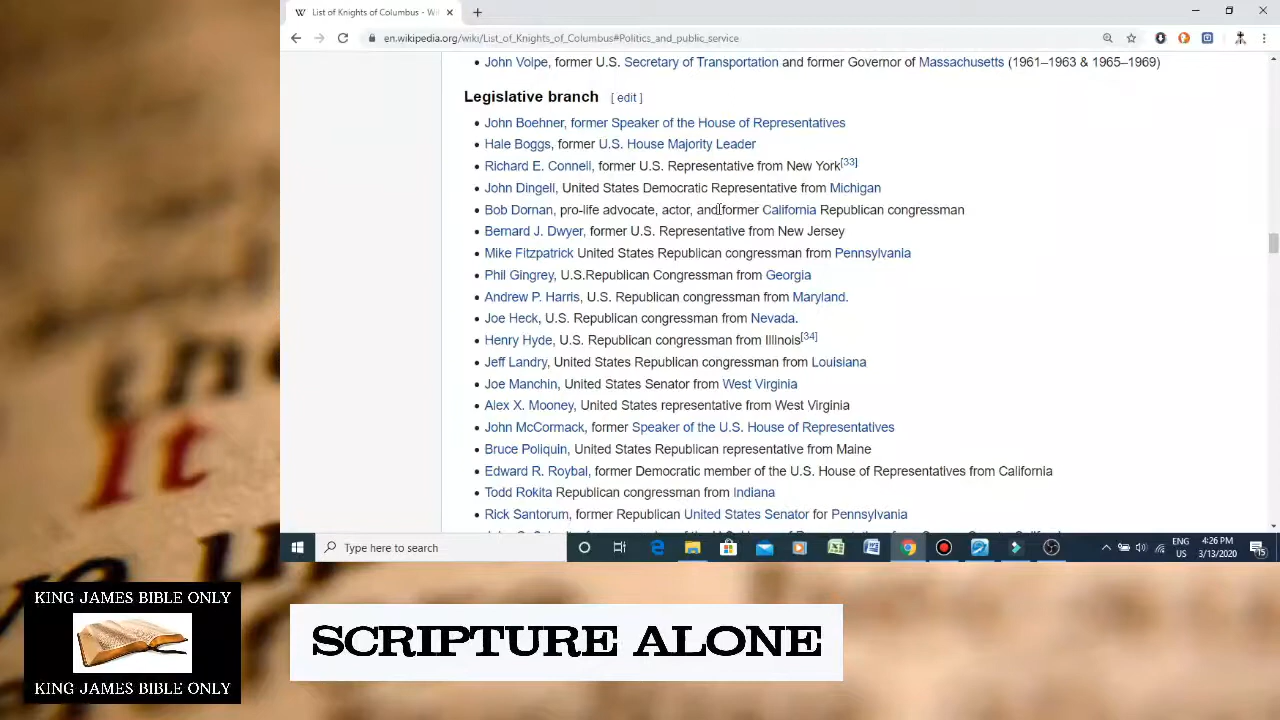 List of Knights of Columbus - Wi
en.wikipedia.org/wiki/List_of_Knights_of_Columbus#Politics_and_public_service
• John Volpe, former U.S. Secretary of Transportation and former Governor of Massachusetts (1961–1963 & 1965–1969)
Legislative branch [ edit ]
• John Boehner, former Speaker of the House of Representatives
• Hale Boggs, former U.S. House Majority Leader
• Richard E. Connell, former U.S. Representative from New York[33]
• John Dingell, United States Democratic Representative from Michigan
• Bob Dornan, pro-life advocate, actor, and former California Republican congressman
• Bernard J. Dwyer, former U.S. Representative from New Jersey
• Mike Fitzpatrick United States Republican congressman from Pennsylvania
• Phil Gingrey, U.S.Republican Congressman from Georgia
• Andrew P. Harris, U.S. Republican congressman from Maryland.
• Joe Heck, U.S. Republican congressman from Nevada.
• Henry Hyde, U.S. Republican congressman from Illinois[34]
• Jeff Landry, United States Republican congressman from Louisiana
• Joe Manchin, United States Senator from West Virginia
• Alex X. Mooney, United States representative from West Virginia
• John McCormack, former Speaker of the U.S. House of Representatives
• Bruce Poliquin, United States Republican representative from Maine
• Edward R. Roybal, former Democratic member of the U.S. House of Representatives from California
• Todd Rokita Republican congressman from Indiana
• Rick Santorum, former Republican United States Senator for Pennsylvania
Type here to search
ENG
US
4:26 PM
3/13/2020
15
It
KING JAMES BIBLE ONLY
KING JAMES BIBLE ONLY
SCRIPTURE ALONE